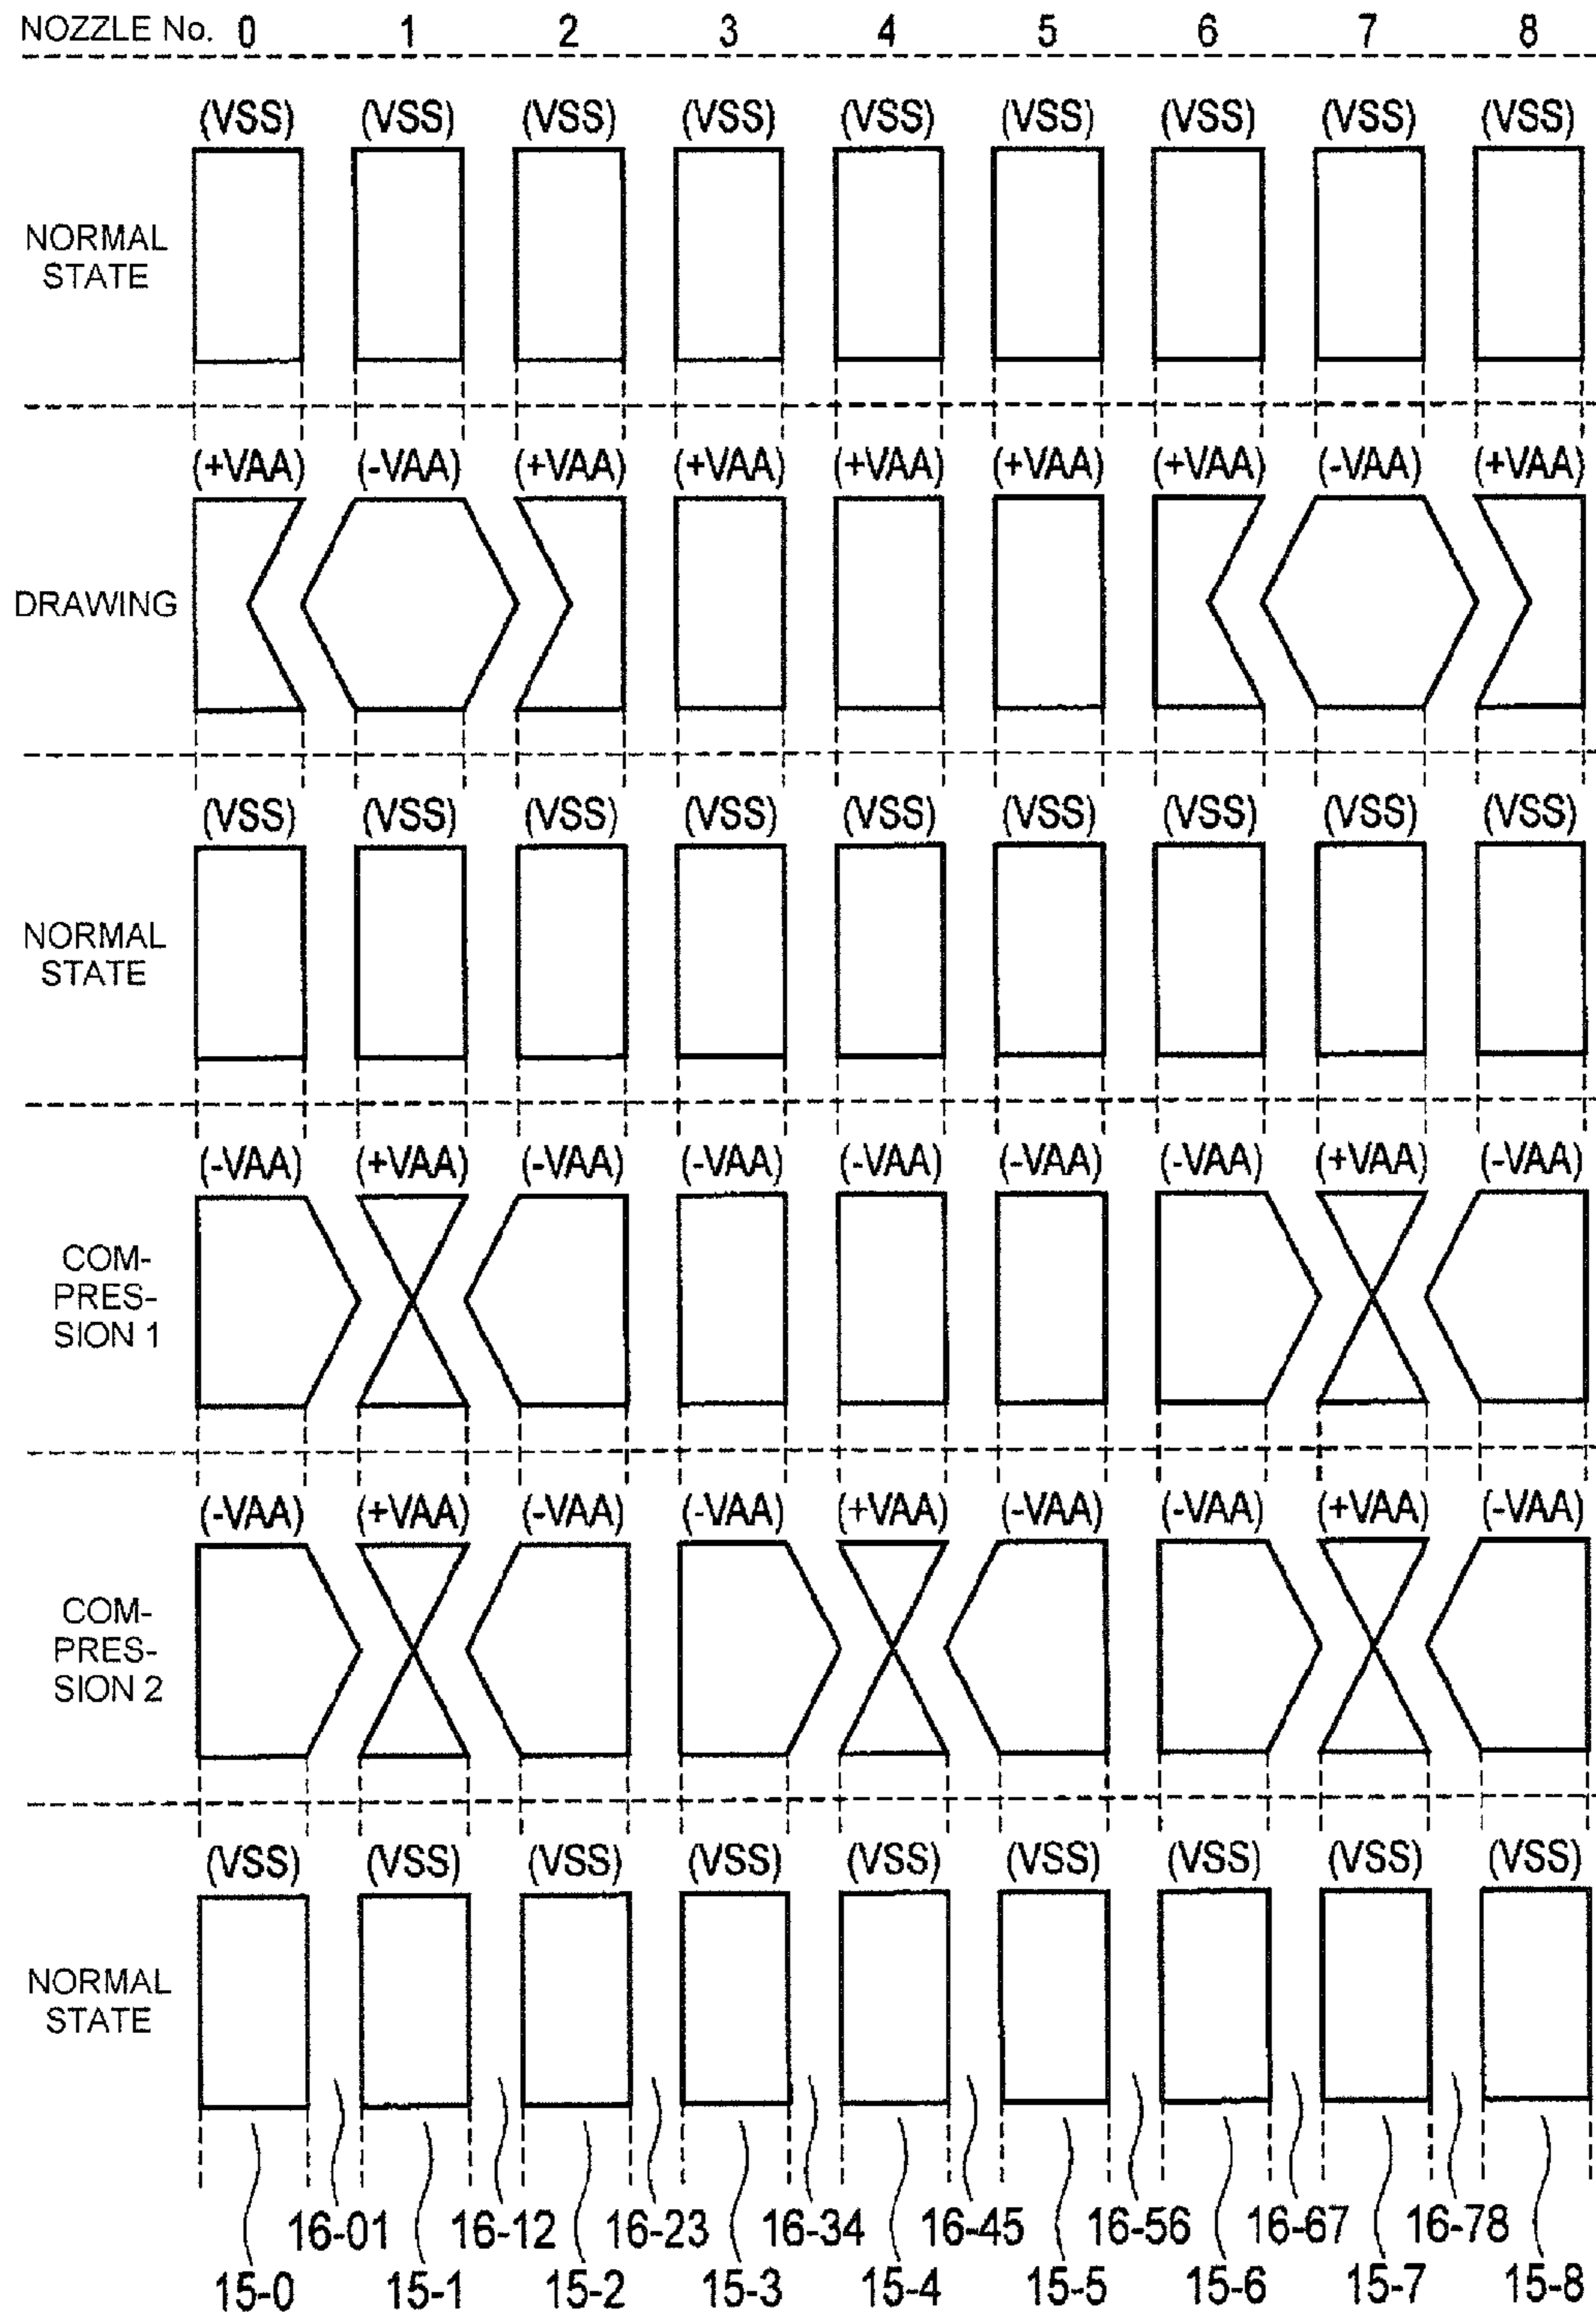 NOZZLE No. 0 1 2 3 4 5 6 7 8
(VSS) (VSS) (VSS) (VSS) (VSS) (VSS) (VSS) (VSS) (VSS)
NORMAL
STATE
(+VAA) (-VAA) (+VAA) (+VAA) (+VAA) (+VAA) (+VAA) (-VAA) (+VAA)
DRAWING
(VSS) (VSS) (VSS) (VSS) (VSS) (VSS) (VSS) (VSS) (VSS)
NORMAL
STATE
(-VAA) (+VAA) (-VAA) (-VAA) (-VAA) (-VAA) (-VAA) (+VAA) (-VAA)
COM-
PRES-
SION 1
(-VAA) (+VAA) (-VAA) (-VAA) (+VAA) (-VAA) (-VAA) (+VAA) (-VAA)
COM-
PRES-
SION 2
(VSS) (VSS) (VSS) (VSS) (VSS) (VSS) (VSS) (VSS) (VSS)
NORMAL
STATE
16-01 16-12 16-23 16-34 16-45 16-56 16-67 16-78
15-0 15-1 15-2 15-3 15-4 15-5 15-6 15-7 15-8